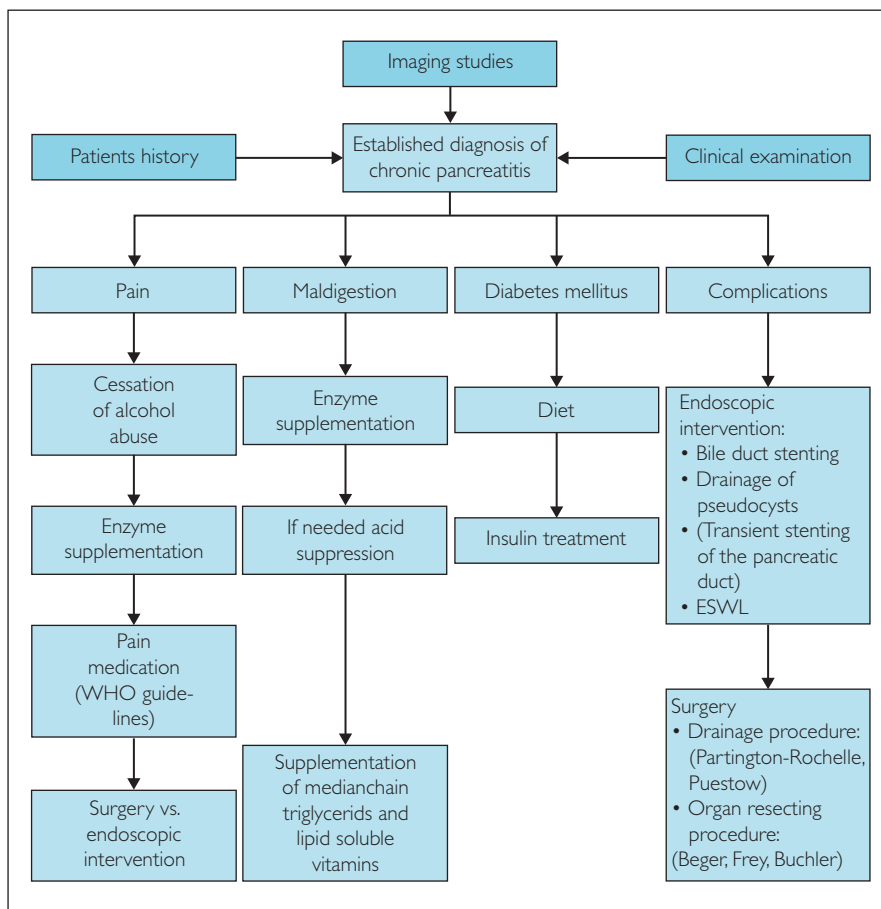 Imaging studies
Patients history
Established diagnosis of
chronic pancreatitis
Clinical examination
Pain
Maldigestion
Diabetes mellitus
Complications
Cessation
of alcohol
abuse
Enzyme
supplementation
Pain
medication
(WHO guide-
lines)
Surgery vs.
endoscopic
intervention
Enzyme
supplementation
If needed acid
suppression
Supplementation
of medianchain
triglycerids and
lipid soluble
vitamins
Diet
Insulin treatment
Endoscopic
intervention:
• Bile duct stenting
• Drainage of
pseudocysts
• (Transient stenting
of the pancreatic
duct)
• ESWL
Surgery
• Drainage procedure:
(Partington-Rochelle,
Puestow)
• Organ resecting
procedure:
(Beger, Frey, Buchler)